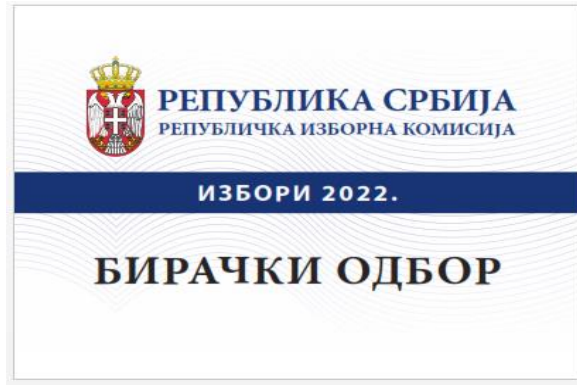 РЕПУБЛИКА СРБИЈА
РЕПУБЛИЧКА ИЗБОРНА КОМИСИЈА
ИЗБОРИ 2022.
БИРАЧКИ ОДБОР